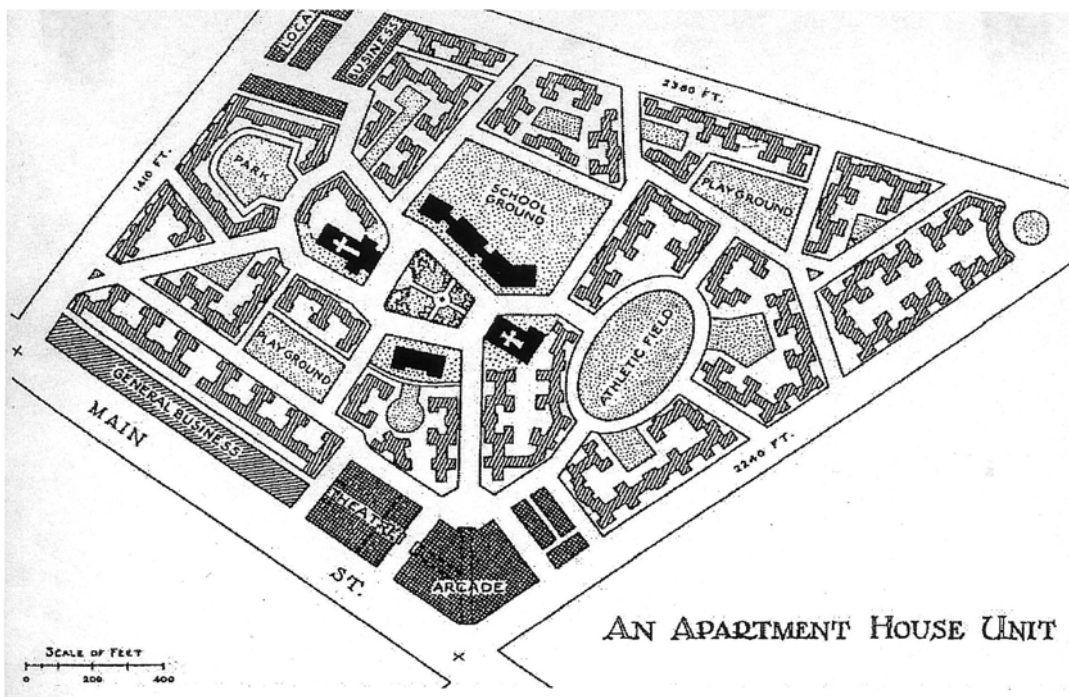 LOCAL
BUSINESS
2380 FT.
1410 FT.
PARK
SCHOOL
GROUND
PLAYGROUND
PLAYGROUND
ATHLETIC FIELD
GENERAL BUSINESS
MAIN
ST.
THEATRE
ARCADE
2240 FT.
AN APARTMENT HOUSE UNIT
SCALE OF FEET
0 200 400